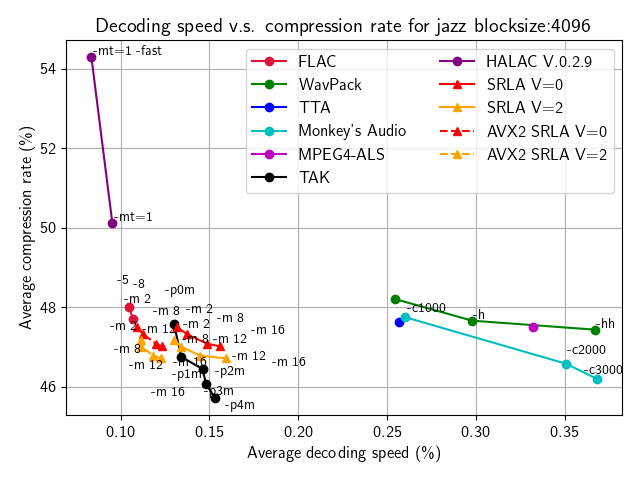 Decoding speed v.s. compression rate for jazz blocksize:4096
Average compression rate (%)
54
52
50
48
46
0.10
0.15
0.20
0.25
0.30
0.35
Average decoding speed (%)
FLAC
WavPack
TTA
Monkey's Audio
MPEG4-ALS
TAK
HALAC V.0.2.9
SRLA V=0
SRLA V=2
AVX2 SRLA V=0
AVX2 SRLA V=2
-mt=1 -fast
-mt=1
-5
-8
-p0m
-m 2
-m 8
-m 2
-m 8
-m 2
-m 12
-m 2
-m 16
-m 8
-m 12
-m 8
-m 12
-m 12
-m 16
-m 16
-p1m
-p2m
-m 16
-p3m
-p4m
-c1000
-h
-hh
-c2000
-c3000